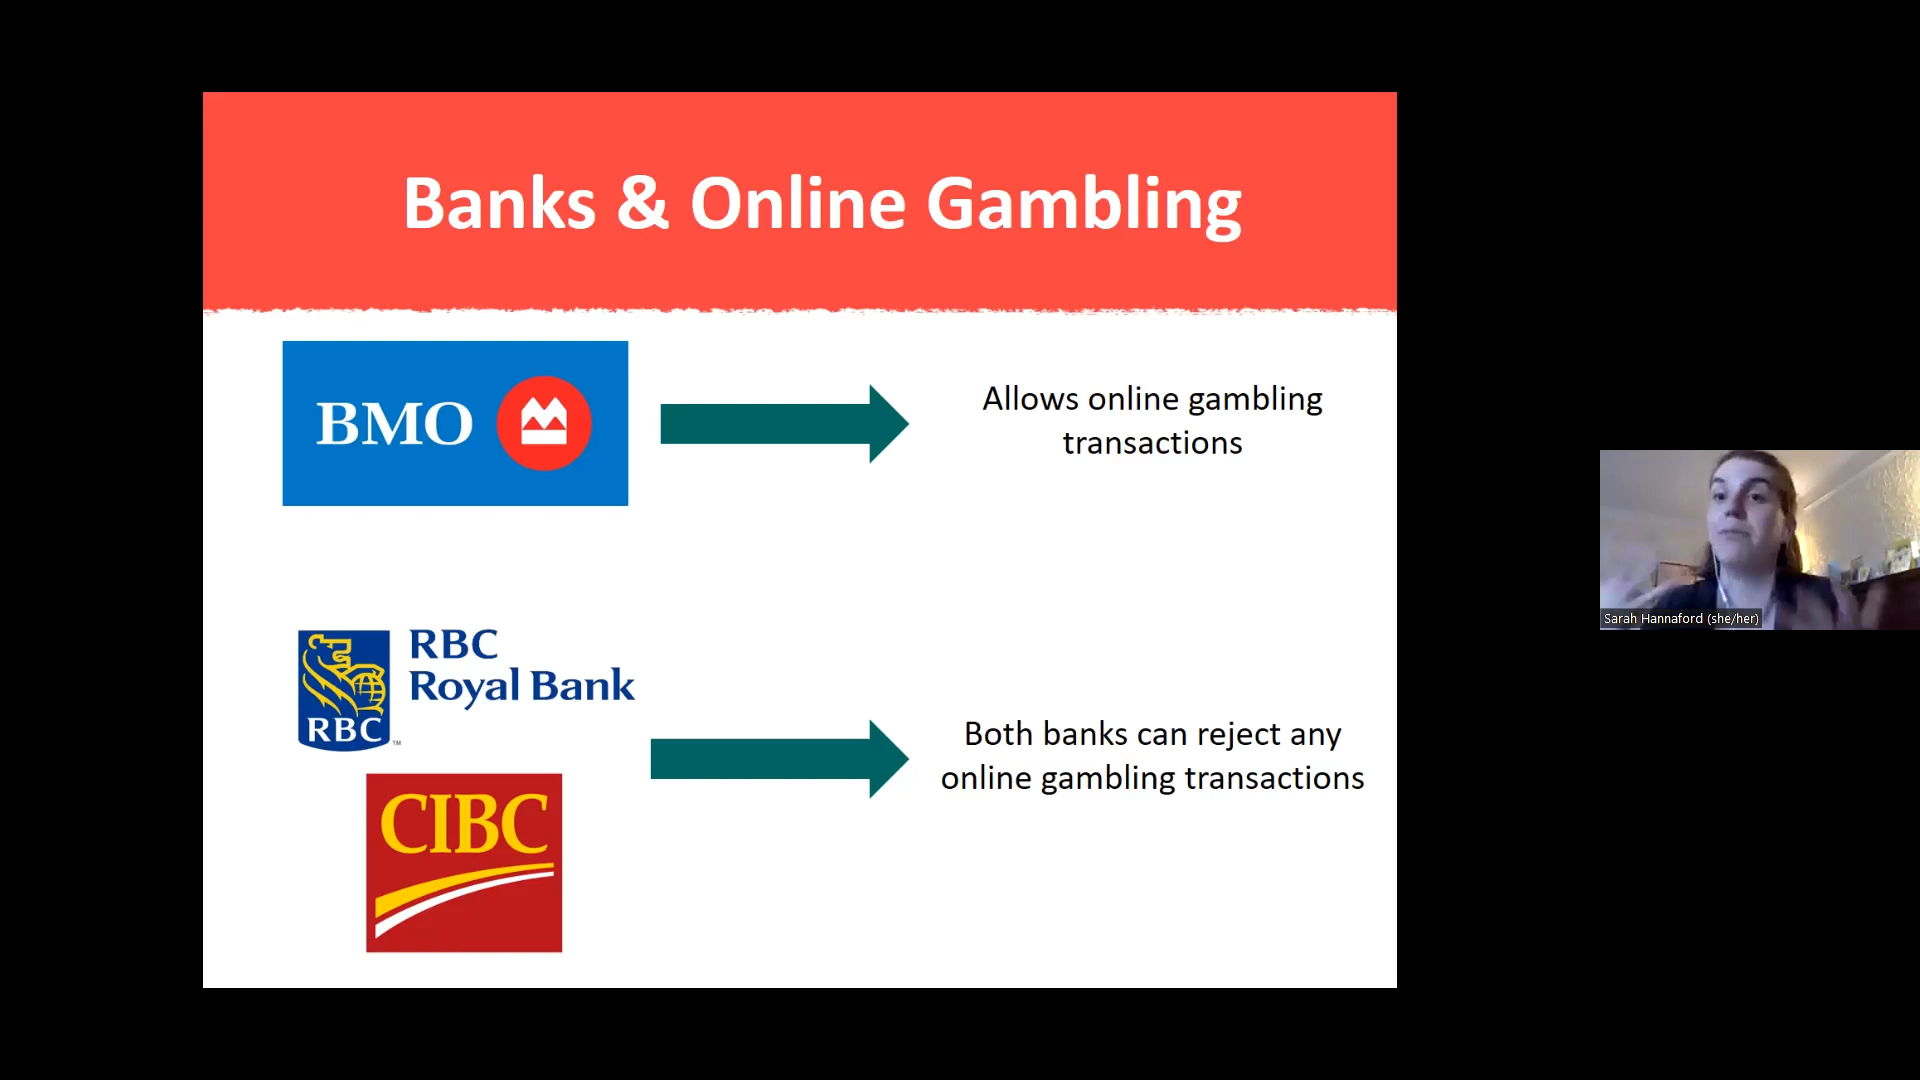 Banks & Online Gambling
BMO
Allows online gambling
transactions
RBC
Royal Bank
RBC
TM
Both banks can reject any
online gambling transactions
CIBC
Sarah Hannaford (she/her)